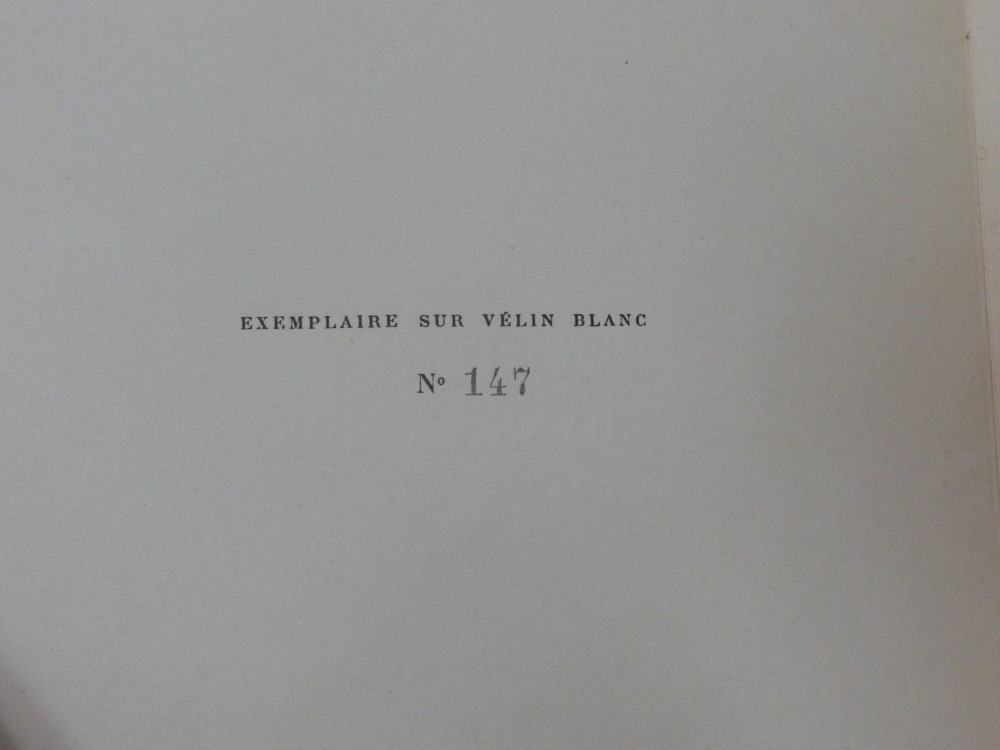 EXEMPLAIRE SUR VÉLIN BLANC
Nº 147